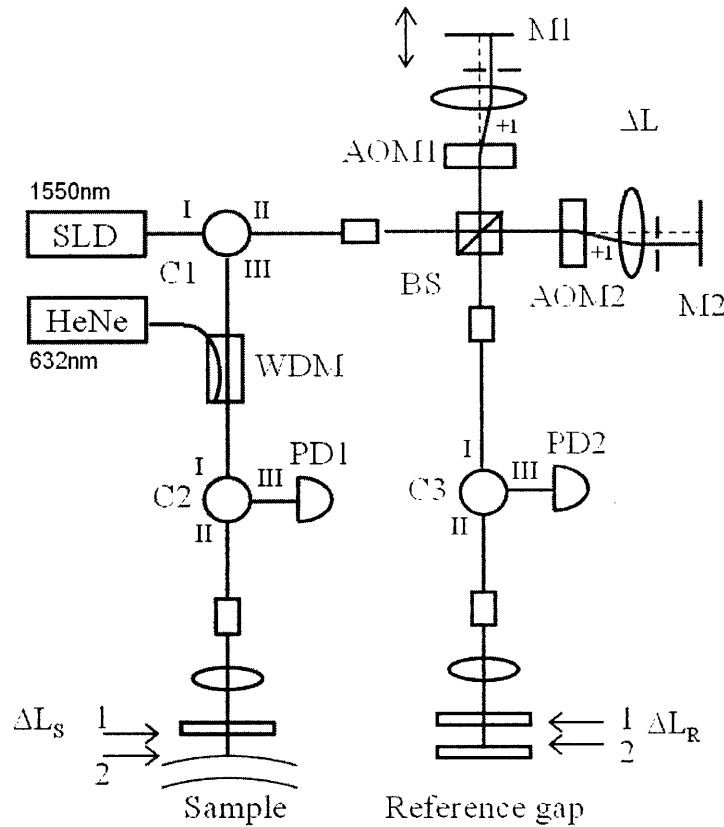 M1
+1
ΔL
AOM1
1550nm
I
II
SLD
C1
III
BS
+1
AOM2
M2
HeNe
632nm
WDM
I
PD1
III
C2
II
I
PD2
III
C3
II
ΔLS
1
2
1
ΔLR
2
Sample
Reference gap